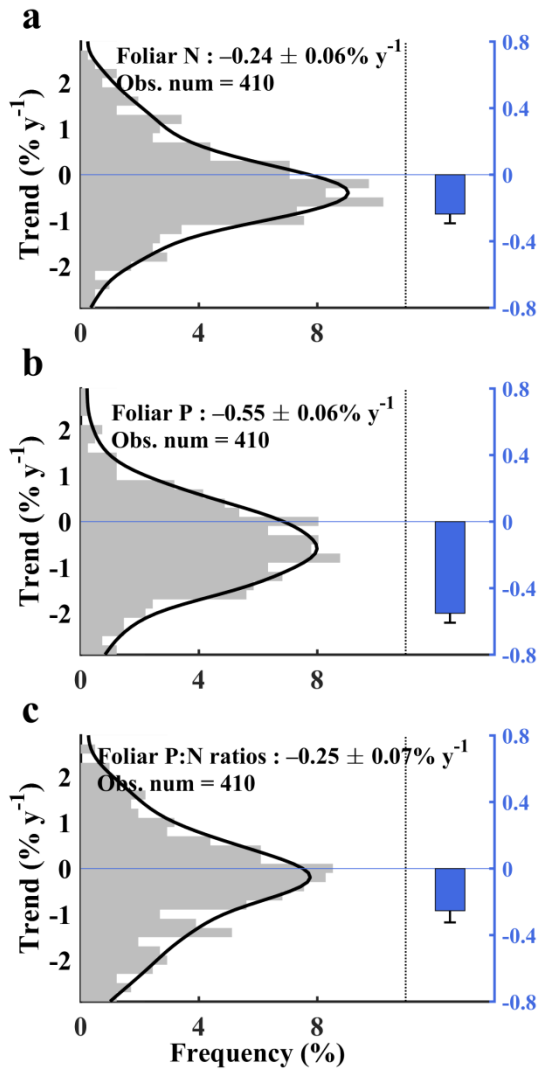 a
Foliar N : –0.24 ± 0.06% y⁻¹
Obs. num = 410
Trend (% y⁻¹)
2
1
0
-1
-2
0.8
0.4
0
-0.4
-0.8
0 4 8
b
Foliar P : –0.55 ± 0.06% y⁻¹
Obs. num = 410
Trend (% y⁻¹)
2
1
0
-1
-2
0.8
0.4
0
-0.4
-0.8
0 4 8
c
Foliar P:N ratios : –0.25 ± 0.07% y⁻¹
Obs. num = 410
Trend (% y⁻¹)
2
1
0
-1
-2
0.8
0.4
0
-0.4
-0.8
0 4 8
Frequency (%)